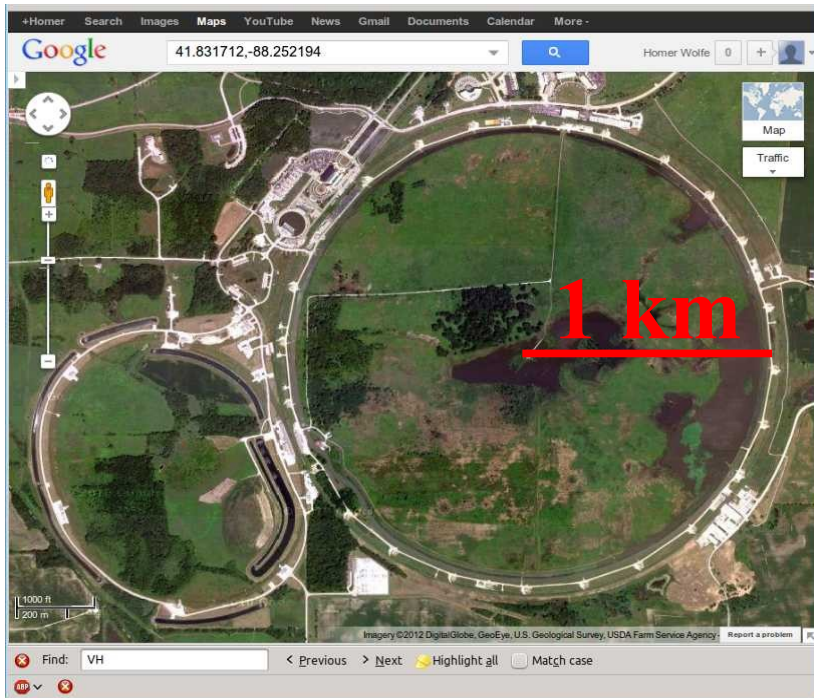 +Homer Search Images Maps YouTube News Gmail Documents Calendar More -
Google 41.831712,-88.252194 Homer Wolfe 0 +
Map
Traffic
1 km
1000 ft
200 m
Imagery ©2012 DigitalGlobe, GeoEye, U.S. Geological Survey, USDA Farm Service Agency - Report a problem
Find: VH < Previous > Next Highlight all Match case
ABP